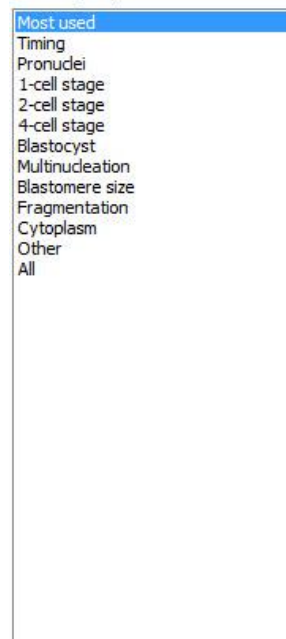 Most used
Timing
Pronuclei
1-cell stage
2-cell stage
4-cell stage
Blastocyst
Multinucleation
Blastomere size
Fragmentation
Cytoplasm
Other
All